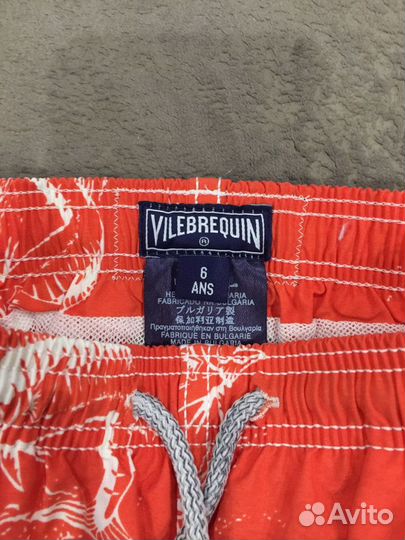 VILEBREQUIN
®
6
ANS
FABRICADO NA BULGARIA
ブルガリア製
保加利亚制造
Πραγματοποιήθηκαν στη Βουλγαρία
FABRIQUE EN BULGARIE
MADE IN BULGARIA
Avito